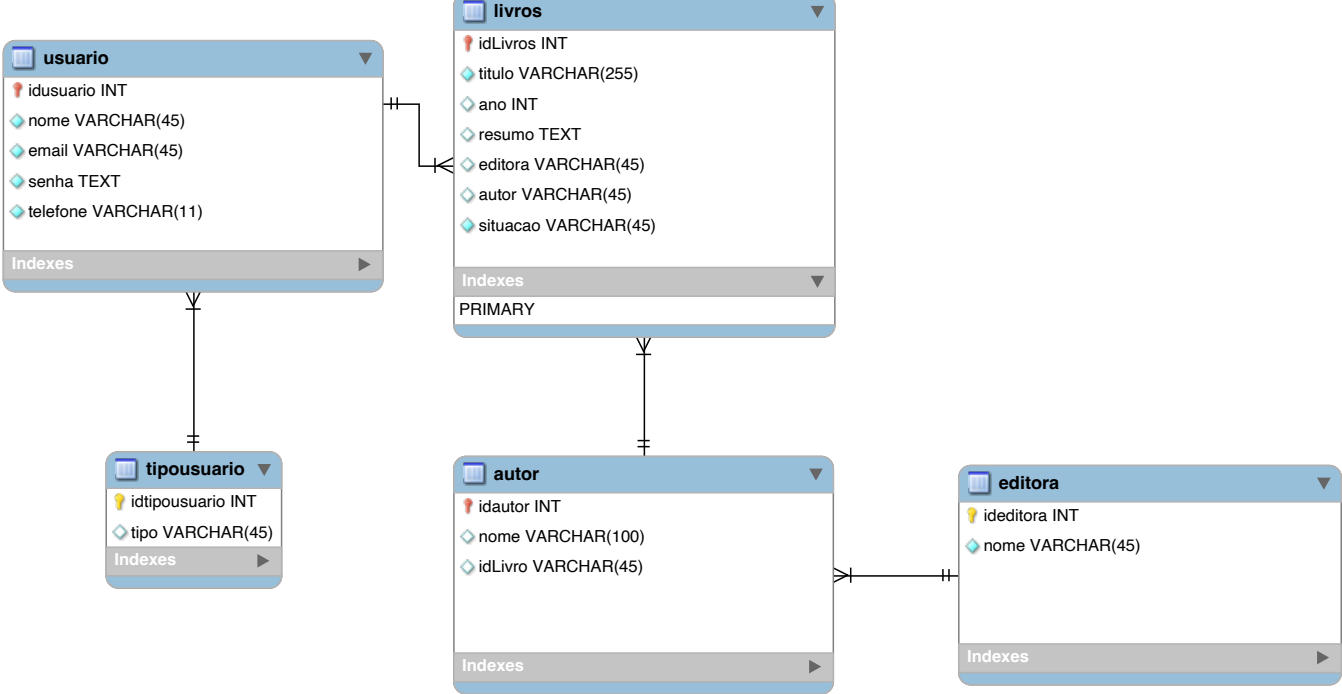 usuario
idusuario INT
nome VARCHAR(45)
email VARCHAR(45)
senha TEXT
telefone VARCHAR(11)
Indexes
livros
idLivros INT
titulo VARCHAR(255)
ano INT
resumo TEXT
editora VARCHAR(45)
autor VARCHAR(45)
situacao VARCHAR(45)
Indexes
PRIMARY
tipousuario
idtipousuario INT
tipo VARCHAR(45)
Indexes
autor
idautor INT
nome VARCHAR(100)
idLivro VARCHAR(45)
Indexes
editora
ideditora INT
nome VARCHAR(45)
Indexes